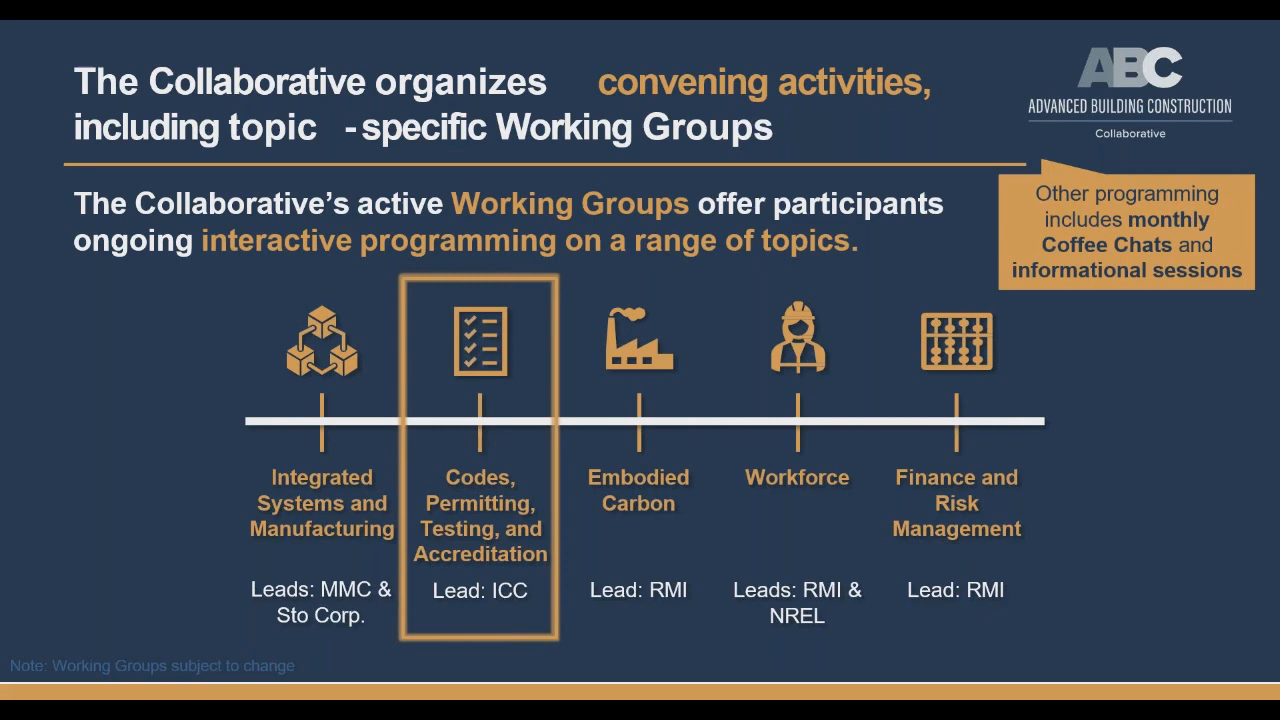 The Collaborative organizes convening activities,
including topic -specific Working Groups
ABC
ADVANCED BUILDING CONSTRUCTION
Collaborative
The Collaborative’s active Working Groups offer participants
ongoing interactive programming on a range of topics.
Other programming
includes monthly
Coffee Chats and
informational sessions
Integrated
Systems and
Manufacturing
Leads: MMC &
Sto Corp.
Codes,
Permitting,
Testing, and
Accreditation
Lead: ICC
Embodied
Carbon
Lead: RMI
Workforce
Leads: RMI &
NREL
Finance and
Risk
Management
Lead: RMI
Note: Working Groups subject to change